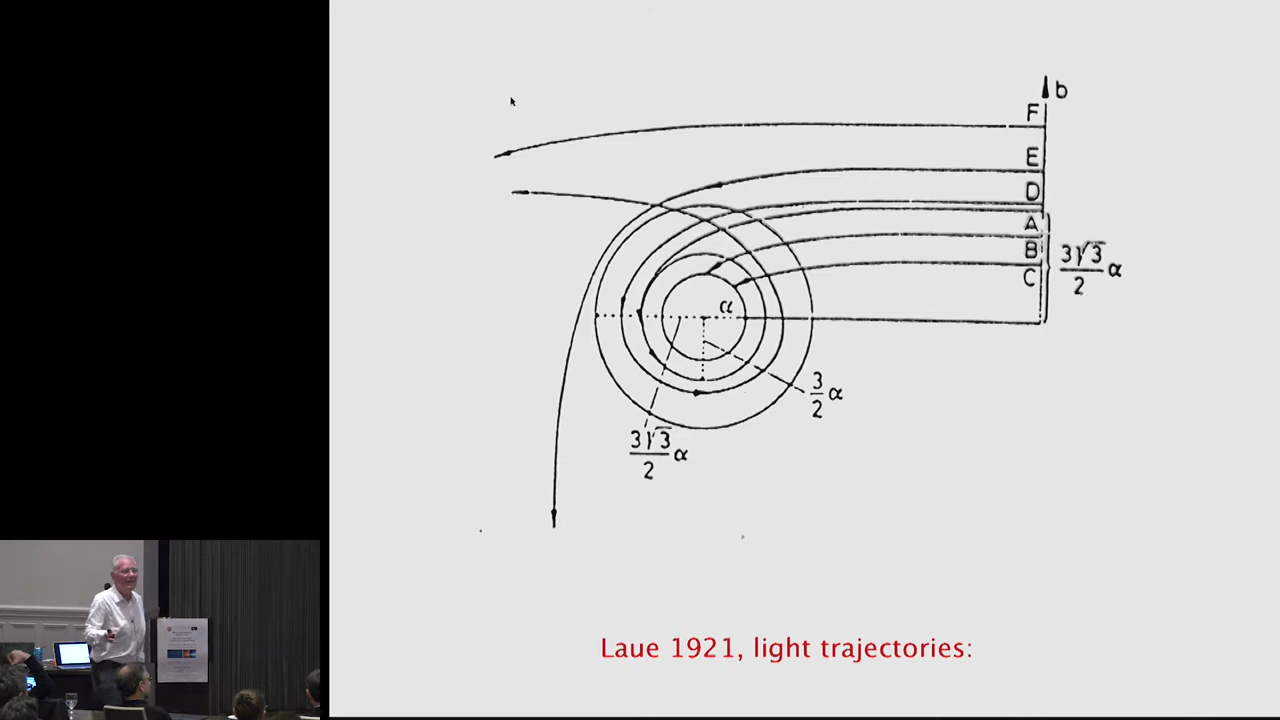 b
F
E
D
A
B
C
3√3
2
α
α
3
2
α
3√3
2
α
Laue 1921, light trajectories: